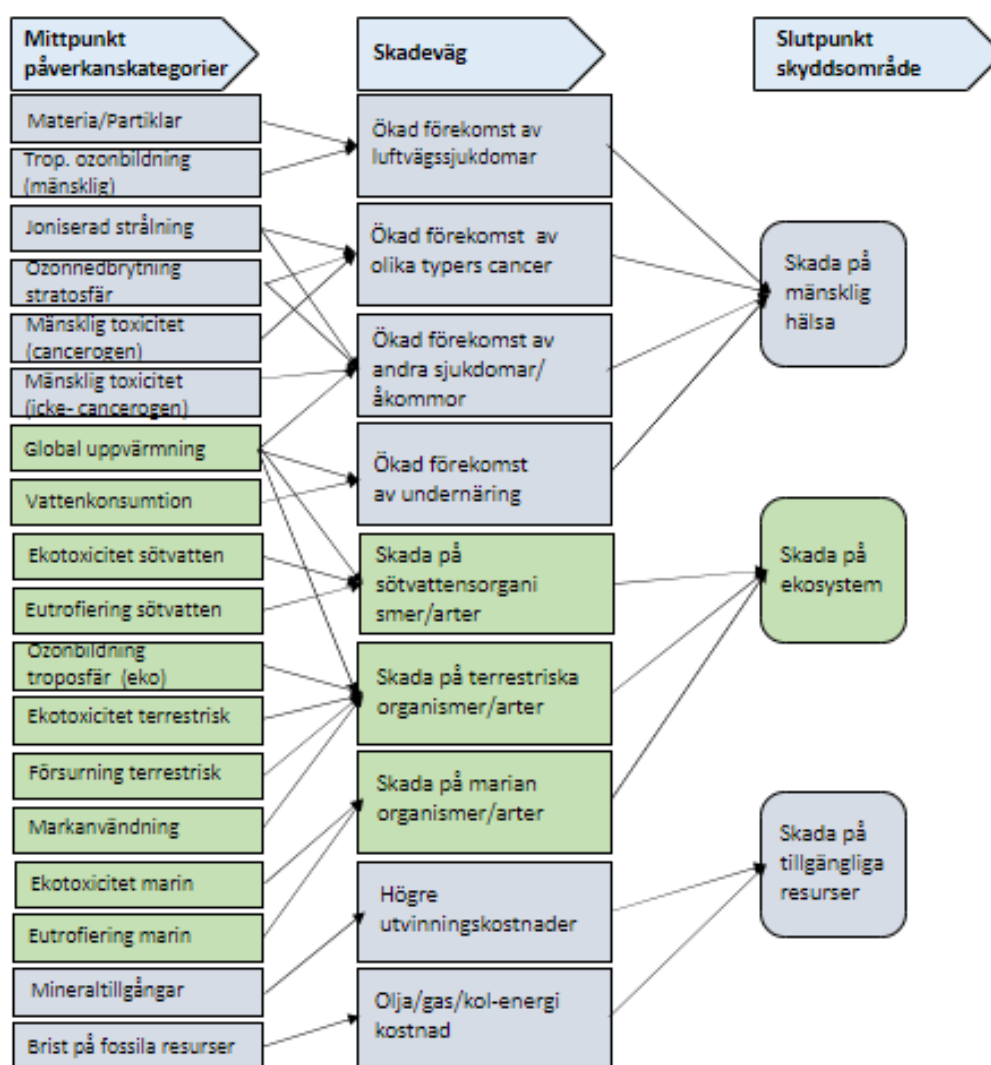 Mittpunkt
påverkanskategorier
Materia/Partiklar
Trop. ozonbildning
(mänsklig)
Joniserad strålning
Ozonnedbrytning
stratosfär
Mänsklig toxicitet
(cancerogen)
Mänsklig toxicitet
(icke- cancerogen)
Global uppvärmning
Vattenkonsumtion
Ekotoxicitet sötvatten
Eutrofiering sötvatten
Ozonbildning
troposfär (eko)
Ekotoxicitet terrestrisk
Försurning terrestrisk
Markanvändning
Ekotoxicitet marin
Eutrofiering marin
Mineraltillgångar
Brist på fossila resurser
Skadeväg
Ökad förekomst av
luftvägssjukdomar
Ökad förekomst av
olika typers cancer
Ökad förekomst av
andra sjukdomar/
åkommor
Ökad förekomst
av undernäring
Skada på
sötvattensorgani
smer/arter
Skada på terrestriska
organismer/arter
Skada på marian
organismer/arter
Högre
utvinningskostnader
Olja/gas/kol-energi
kostnad
Slutpunkt
skyddsområde
Skada på
mänsklig
hälsa
Skada på
ekosystem
Skada på
tillgängliga
resurser